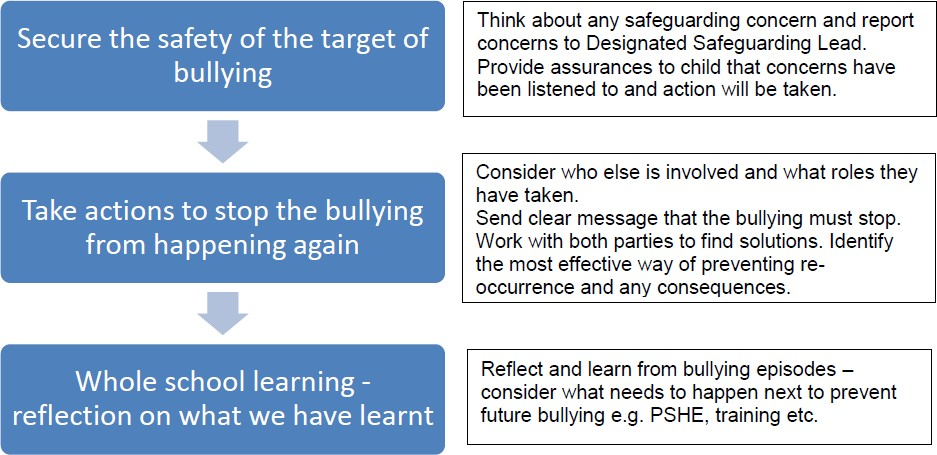 Secure the safety of the target of
bullying
Think about any safeguarding concern and report
concerns to Designated Safeguarding Lead.
Provide assurances to child that concerns have
been listened to and action will be taken.
Take actions to stop the bullying
from happening again
Consider who else is involved and what roles they
have taken.
Send clear message that the bullying must stop.
Work with both parties to find solutions. Identify
the most effective way of preventing re-
occurrence and any consequences.
Whole school learning -
reflection on what we have learnt
Reflect and learn from bullying episodes –
consider what needs to happen next to prevent
future bullying e.g. PSHE, training etc.